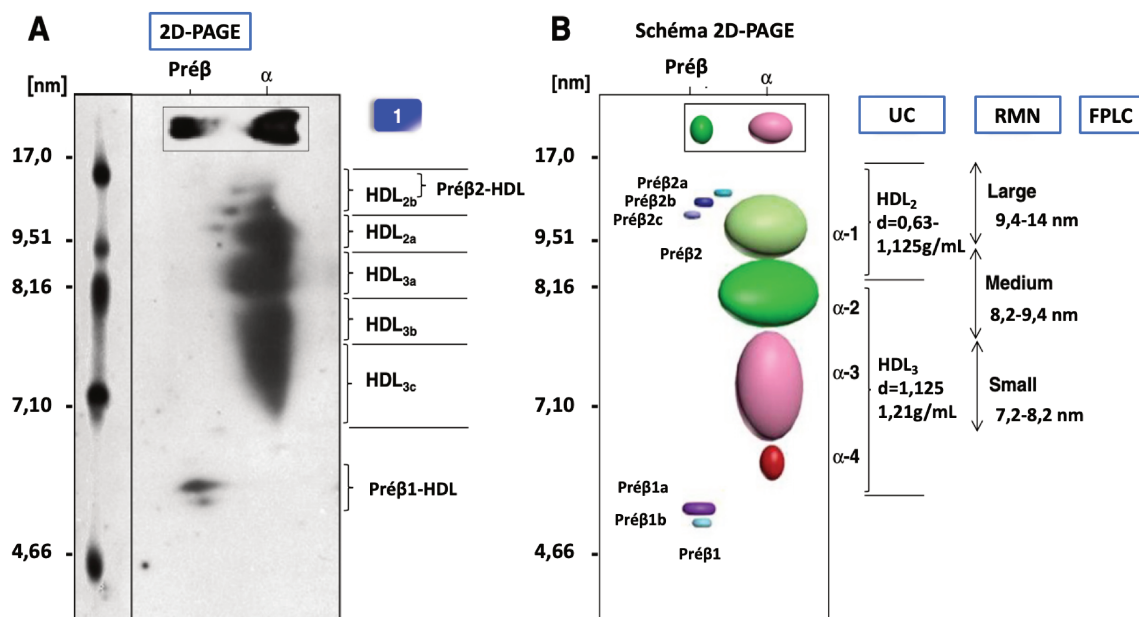 A
2D-PAGE
[nm]
Préβ
α
1
17,0
9,51
8,16
7,10
4,66
Préβ2-HDL
HDL2b
HDL2a
HDL3a
HDL3b
HDL3c
Préβ1-HDL
B
Schéma 2D-PAGE
[nm]
Préβ
α
UC
RMN
FPLC
17,0
9,51
8,16
7,10
4,66
Préβ2a
Préβ2b
Préβ2c
Préβ2
α-1
α-2
α-3
α-4
Préβ1a
Préβ1b
Préβ1
HDL2
d=0,63-
1,125g/mL
HDL3
d=1,125
1,21g/mL
Large
9,4-14 nm
Medium
8,2-9,4 nm
Small
7,2-8,2 nm